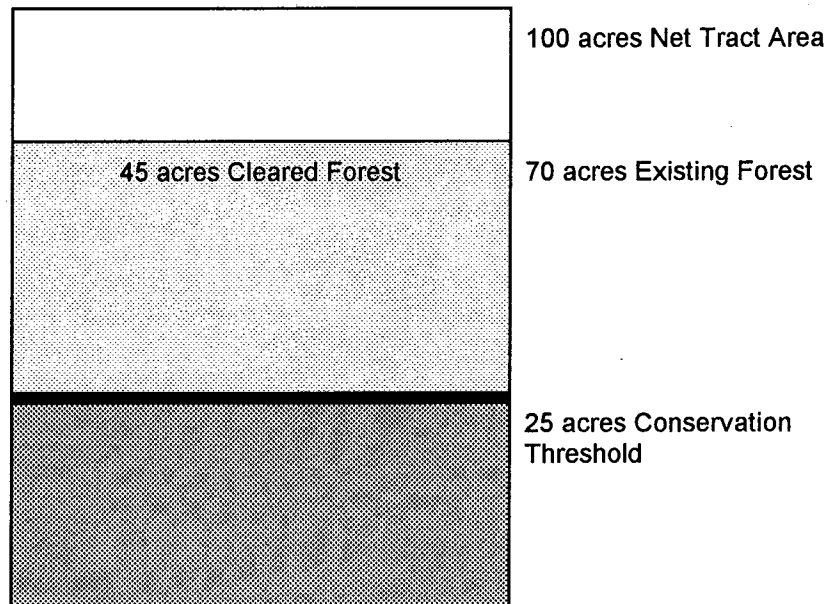 100 acres Net Tract Area
45 acres Cleared Forest
70 acres Existing Forest
25 acres Conservation
Threshold